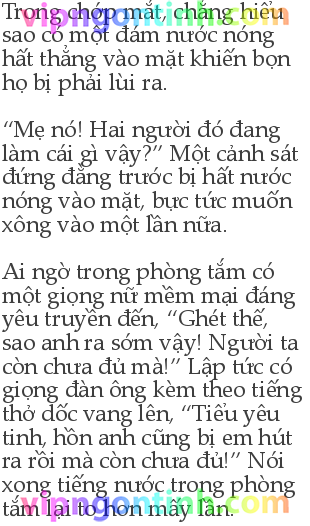 Trong chớp mắt, chẳng hiểu
sao có một đám nước nóng
hất thẳng vào mặt khiến bọn
họ bị phải lùi ra.
“Mẹ nó! Hai người đó đang
làm cái gì vậy?” Một cảnh sát
đứng đằng trước bị hất nước
nóng vào mặt, bực tức muốn
xông vào một lần nữa.
Ai ngờ trong phòng tắm có
một giọng nữ mềm mại đáng
yêu truyền đến, “Ghét thế,
sao anh ra sớm vậy! Người ta
còn chưa đủ mà!” Lập tức có
giọng đàn ông kèm theo tiếng
thở dốc vang lên, “Tiểu yêu
tinh, hồn anh cũng bị em hút
ra rồi mà còn chưa đủ!” Nói
xong tiếng nước trong phòng
tắm lại to hơn mấy lần.
vipngontinh.com
vipngontinh.com